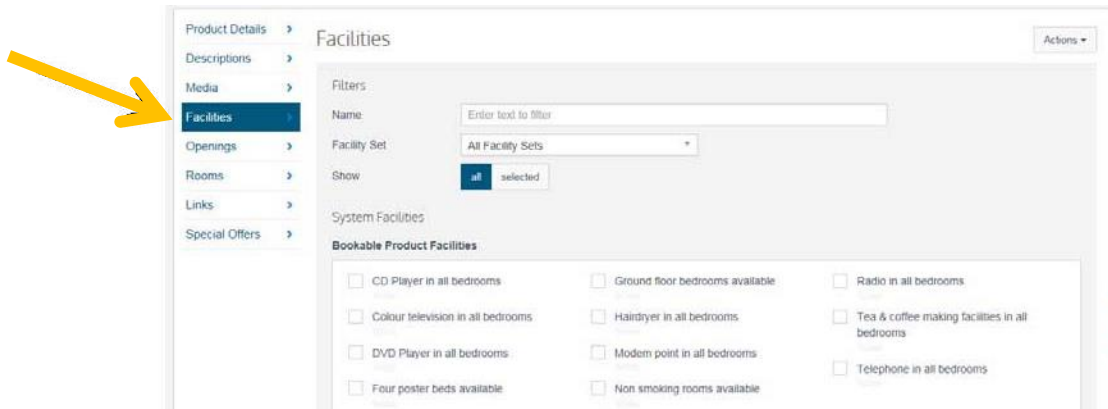 Product Details
Descriptions
Media
Facilities
Openings
Rooms
Links
Special Offers
Facilities
Actions
Filters
Name
Enter text to filter
Facility Set
All Facility Sets
Show
all
selected
System Facilities
Bookable Product Facilities
CD Player in all bedrooms
Colour television in all bedrooms
DVD Player in all bedrooms
Four poster beds available
Ground floor bedrooms available
Hairdryer in all bedrooms
Modem point in all bedrooms
Non smoking rooms available
Radio in all bedrooms
Tea & coffee making facilities in all
bedrooms
Telephone in all bedrooms